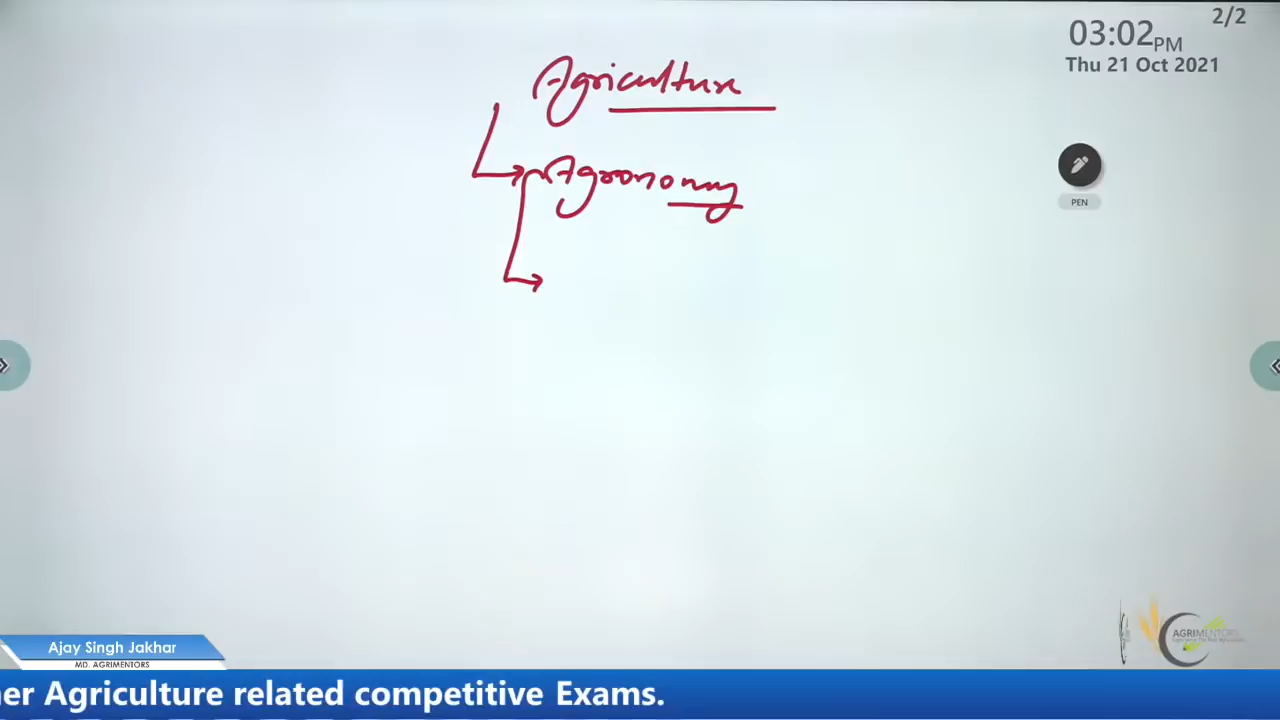 2/2
03:02PM
Thu 21 Oct 2021
Agriculture
Agronomy
PEN
AGRIMENTORS
Ajay Singh Jakhar
MD. AGRIMENTORS
er Agriculture related competitive Exams.